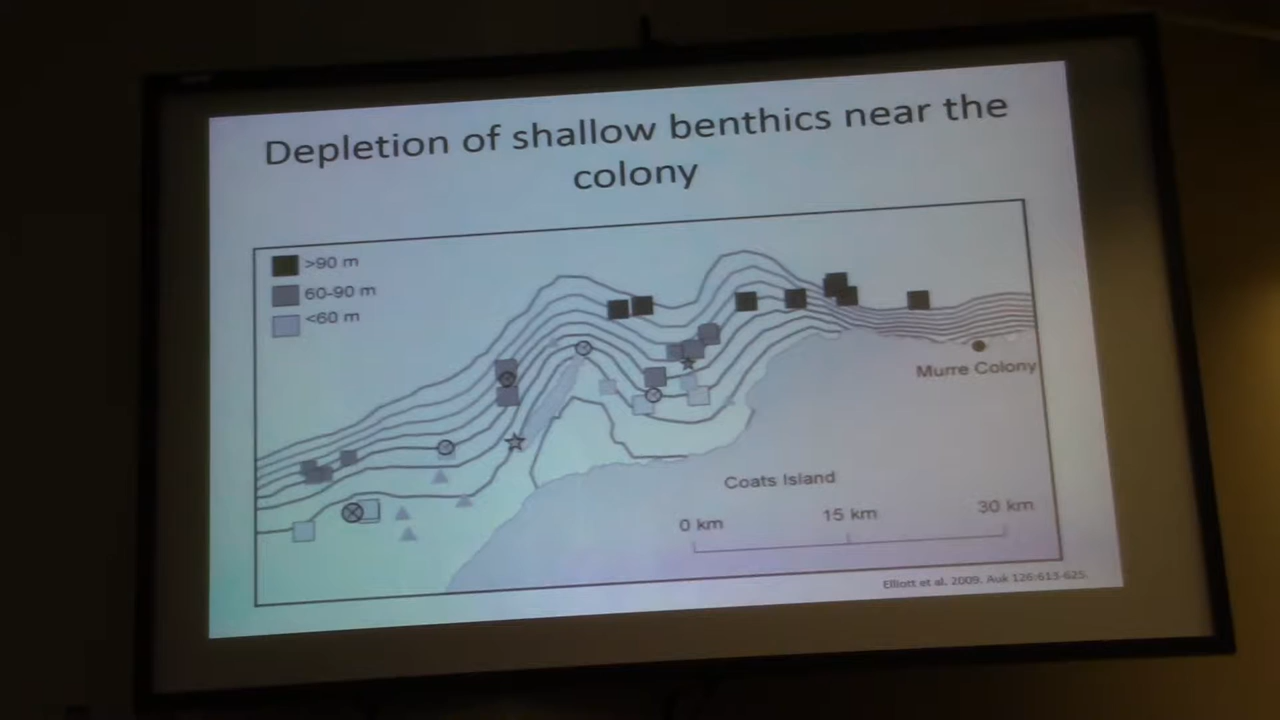 Depletion of shallow benthics near the
colony
>90 m
60-90 m
<60 m
Murre Colony
Coats Island
0 km
15 km
30 km
Elliott et al. 2009. Auk 126:613-625.